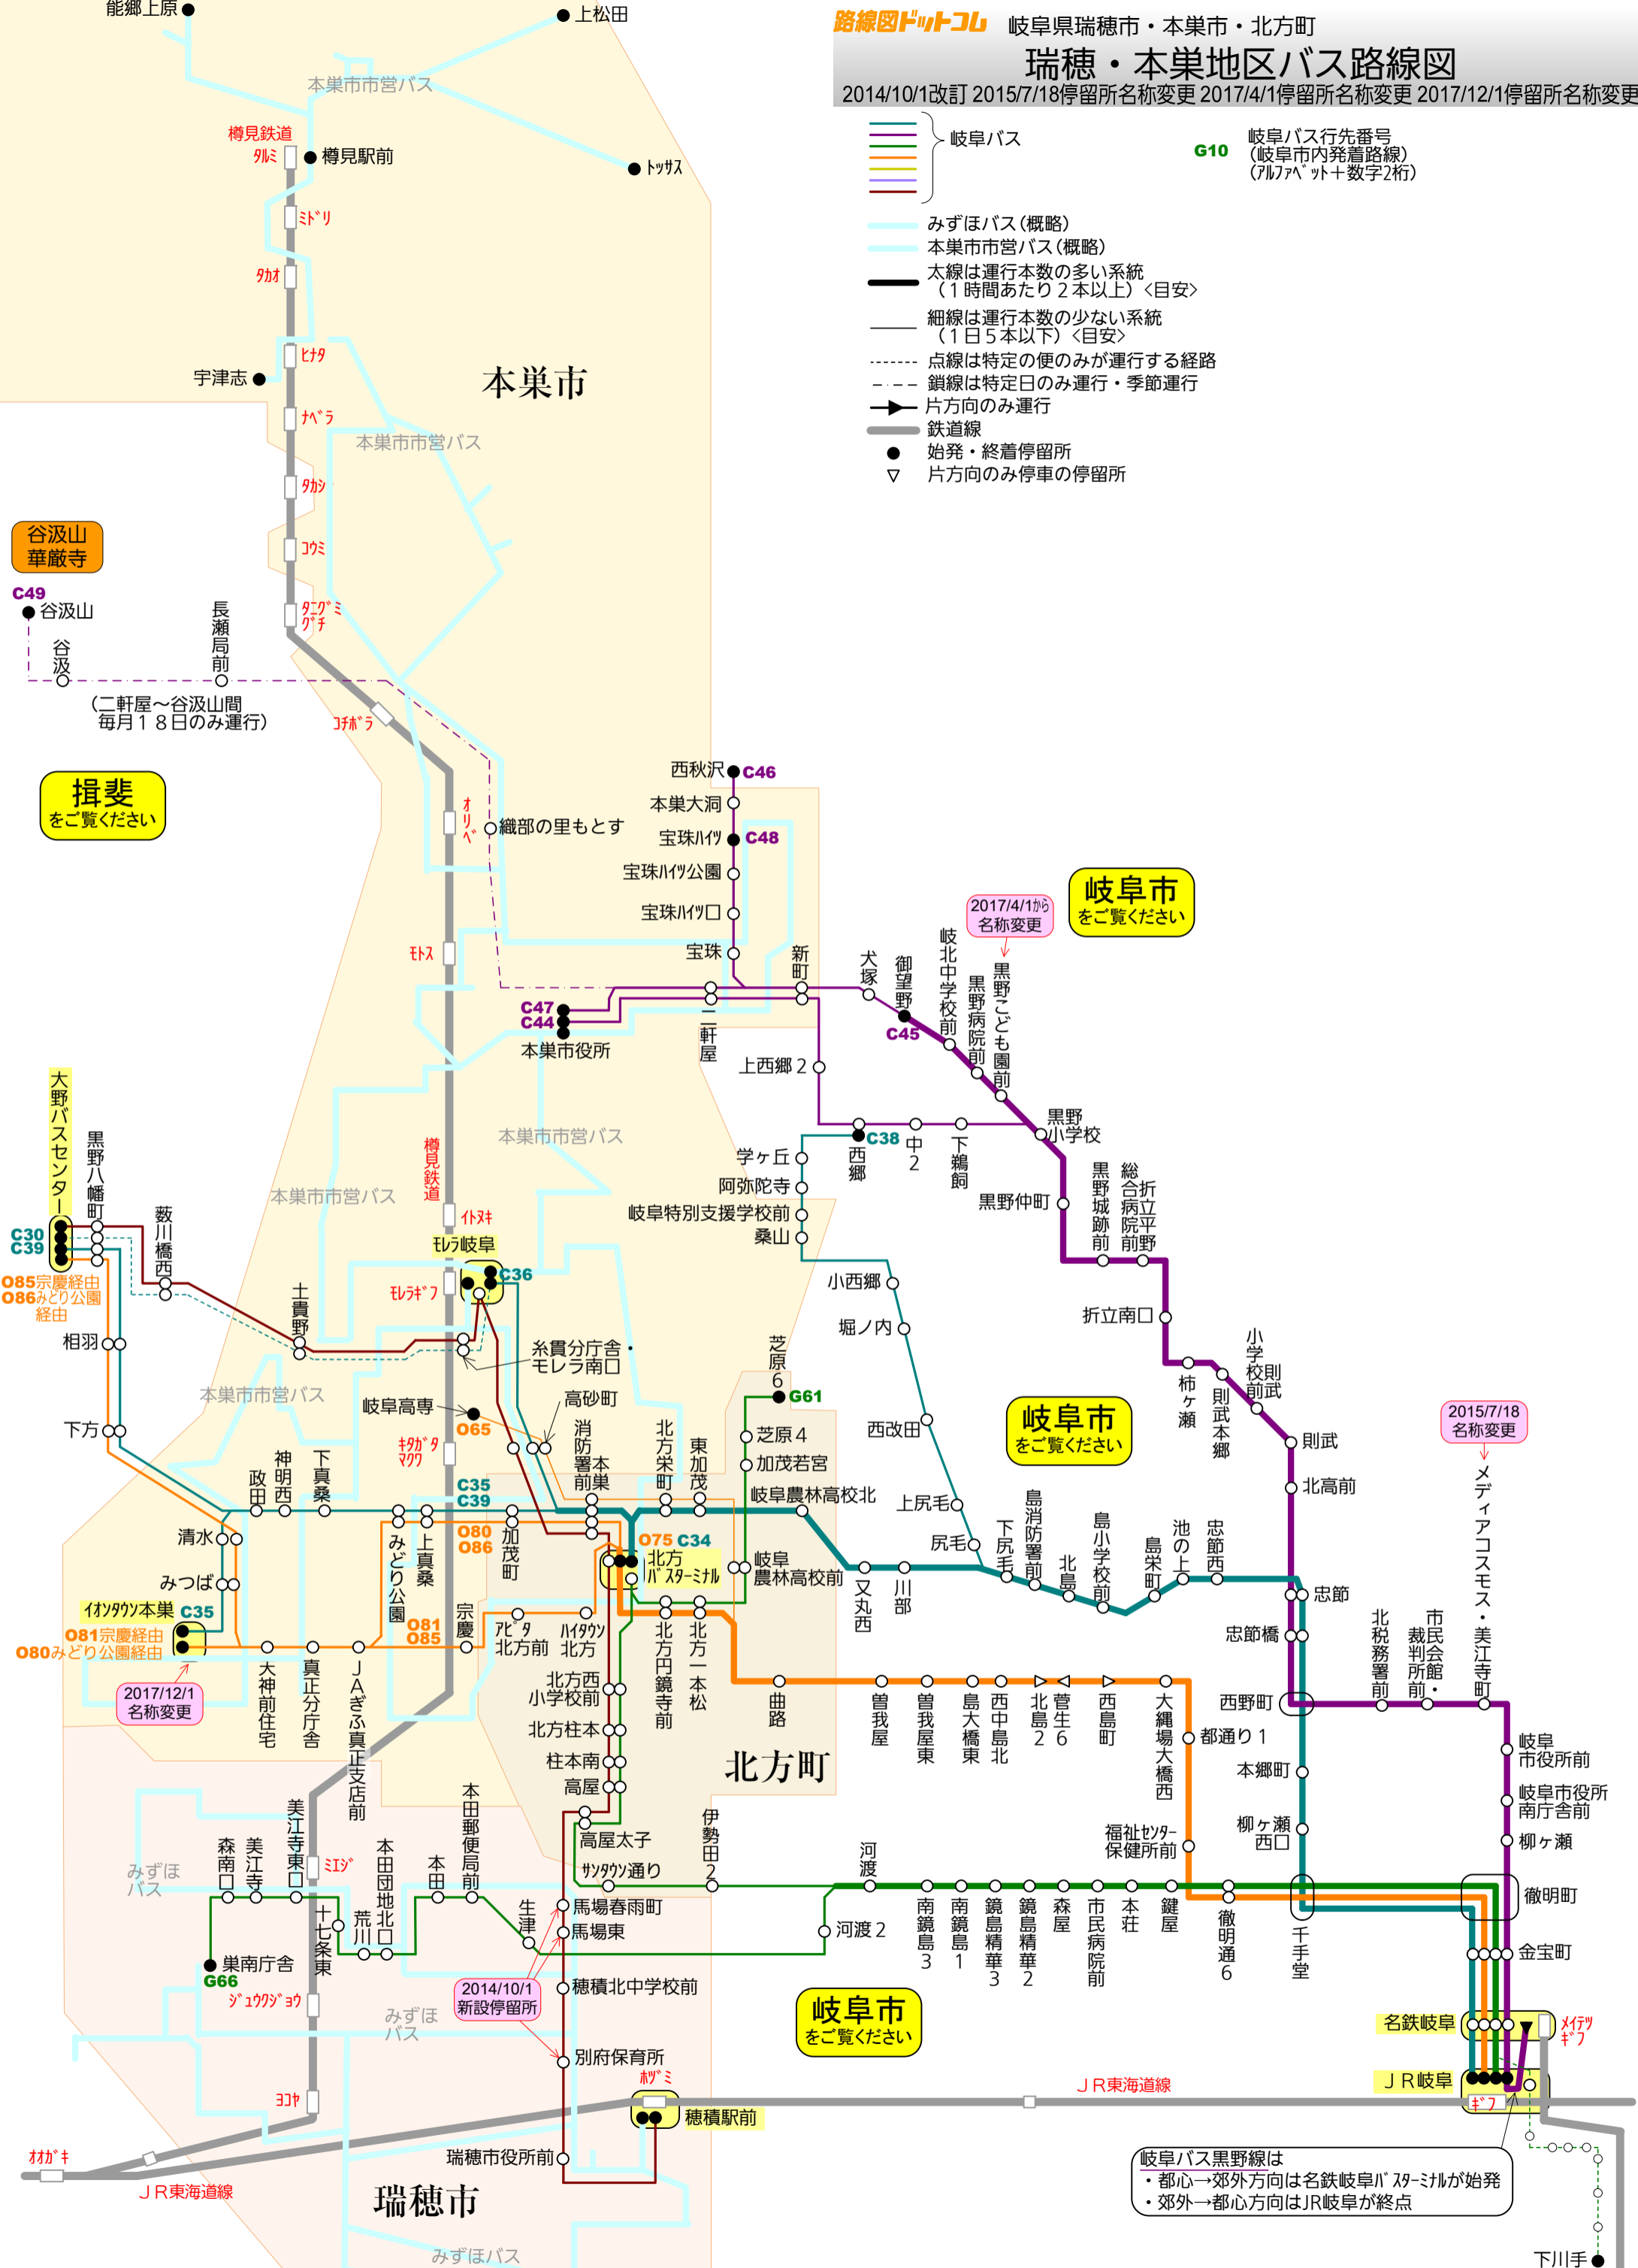 路線図ドットコム 岐阜県瑞穂市・本巣市・北方町
瑞穂・本巣地区バス路線図
2014/10/1改訂 2015/7/18停留所名称変更 2017/4/1停留所名称変更 2017/12/1停留所名称変更
岐阜バス
G10
岐阜バス行先番号
(岐阜市内発着路線)
(ｱﾙﾌｧﾍﾞｯﾄ+数字2桁)
みずほバス(概略)
本巣市市営バス(概略)
太線は運行本数の多い系統
(1時間あたり2本以上)〈目安〉
細線は運行本数の少ない系統
(1日5本以下)〈目安〉
点線は特定の便のみが運行する経路
鎖線は特定日のみ運行・季節運行
片方向のみ運行
鉄道線
始発・終着停留所
片方向のみ停車の停留所
能郷上原
上松田
本巣市市営バス
樽見鉄道
ﾀﾙﾐ
樽見駅前
ﾄｯｻｽ
ﾐﾄﾞﾘ
ﾀｶｵ
ﾋﾅﾀ
宇津志
本巣市
ﾅﾍﾞﾗ
本巣市市営バス
ﾀｶｼ
谷汲山
華厳寺
ｺｳﾐ
C49
谷汲山
谷汲
長瀬局前
ﾀﾆｸﾞﾐ
ｸﾞﾁ
(二軒屋～谷汲山間
毎月18日のみ運行)
ｺﾁﾎﾞﾗ
揖斐
をご覧ください
ｵﾘﾍﾞ
織部の里もとす
西秋沢
C46
本巣大洞
宝珠ﾊｲﾂ
C48
宝珠ﾊｲﾂ公園
宝珠ﾊｲﾂ口
宝珠
ﾓﾄｽ
新町
犬塚
御望野
C45
岐北中学校前
黒野病院前
黒野こども園前
2017/4/1から
名称変更
岐阜市
をご覧ください
C47
C44
本巣市役所
二軒屋
上西郷2
黒野
小学校
C38
西郷
中2
下鵜飼
学ヶ丘
阿弥陀寺
岐阜特別支援学校前
桑山
小西郷
堀ノ内
西改田
上尻毛
尻毛
黒野仲町
黒野城跡前
総合病院前
折立平野
折立南口
柿ヶ瀬
則武本郷
小学校前
則武
則武
北高前
岐阜市
をご覧ください
2015/7/18
名称変更
メディアコスモス・美江寺町
本巣市市営バス
樽見鉄道
本巣市市営バス
ｲﾄﾇｷ
ﾓﾚﾗ岐阜
C36
ﾓﾚﾗｷﾞﾌ
大野バスセンター
黒野八幡町
藪川橋西
C30
C39
O85宗慶経由
O86みどり公園
経由
相羽
下方
土貴野
糸貫分庁舎・
モレラ南口
本巣市市営バス
岐阜高専
O65
高砂町
ｷﾀｶﾞﾀ
ﾏｸﾜ
消防署前
本巣
北方栄町
東加茂
芝原6
G61
芝原4
加茂若宮
岐阜農林高校北
政田
神明西
下真桑
C35
C39
O80
O86
みどり公園
上真桑
加茂町
O75 C34
北方
ﾊﾞｽﾀｰﾐﾅﾙ
岐阜
農林高校前
清水
みつば
ｲｵﾝﾀｳﾝ本巣
C35
O81宗慶経由
O80みどり公園経由
2017/12/1
名称変更
大神前住宅
真正分庁舎
JAぎふ真正支店前
O81
O85
宗慶
ｱﾋﾟﾀ
北方前
ﾊｲﾀｳﾝ
北方
北方円鏡寺前
北方一本松
又丸西
川部
下尻毛
島消防署前
北島
島小学校前
島栄町
池の上
忠節西
忠節
忠節橋
西野町
北税務署前
裁判所前
市民会館・
曲路
曽我屋
曽我屋東
島大橋東
西中島北
北島2
菅生6
西島町
大縄場大橋西
都通り1
本郷町
柳ヶ瀬
西口
福祉ｾﾝﾀｰ
保健所前
岐阜
市役所前
岐阜市役所
南庁舎前
柳ヶ瀬
北方西
小学校前
北方柱本
柱本南
高屋
高屋太子
北方町
みずほ
バス
森南口
美江寺
美江寺東口
ﾐｴｼﾞ
本田団地北口
本田
本田郵便局前
ｻﾝﾀｳﾝ通り
伊勢田2
河渡
河渡2
馬場春雨町
馬場東
生津
十七条東
荒川
巣南庁舎
G66
ｼﾞｭｳｸｼﾞｮｳ
2014/10/1
新設停留所
穂積北中学校前
別府保育所
みずほ
バス
南鏡島3
南鏡島1
鏡島精華3
鏡島精華2
森屋
市民病院前
本荘
鍵屋
徹明通6
千手堂
徹明町
金宝町
岐阜市
をご覧ください
名鉄岐阜
ﾒｲﾃﾂ
ｷﾞﾌ
JR岐阜
ｷﾞﾌ
JR東海道線
ﾎﾂﾞﾐ
穂積駅前
ﾖｺﾔ
ｵｵｶﾞｷ
JR東海道線
瑞穂市役所前
瑞穂市
みずほバス
岐阜バス黒野線は
・都心→郊外方向は名鉄岐阜ﾊﾞｽﾀｰﾐﾅﾙが始発
・郊外→都心方向はJR岐阜が終点
下川手